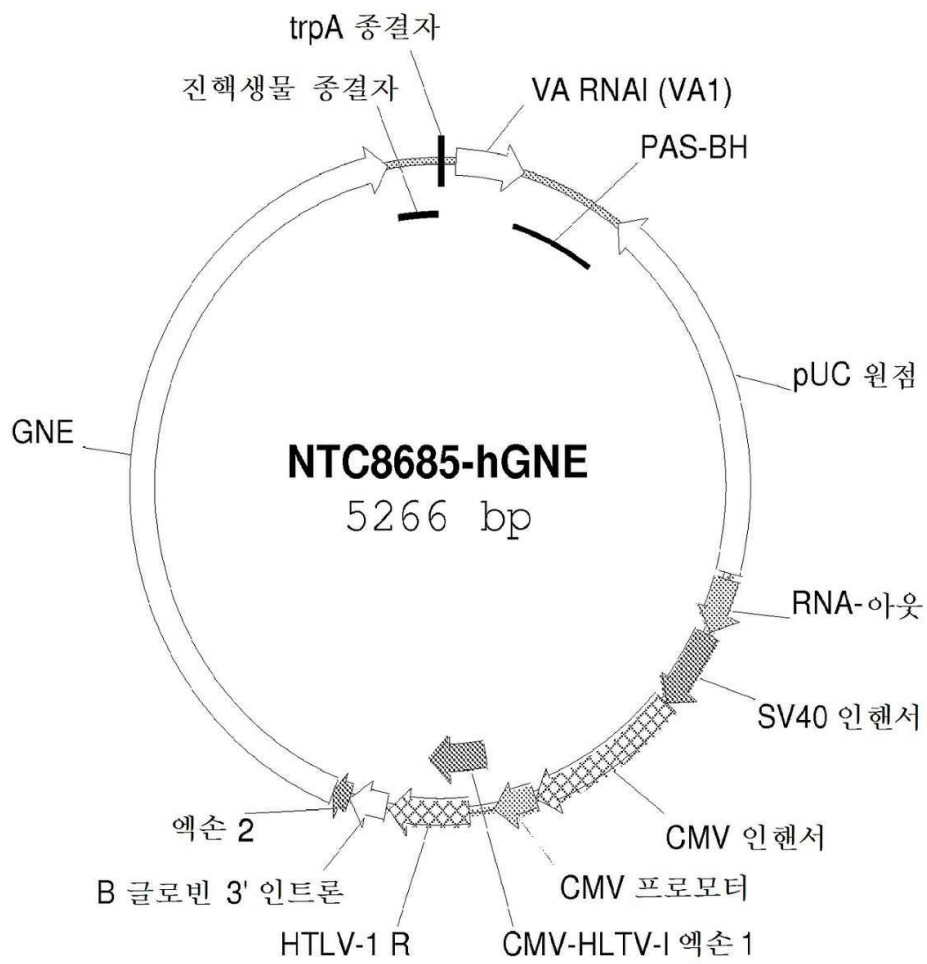 trpA 종결자
진핵생물 종결자
VA RNAI (VA1)
PAS-BH
pUC 원점
GNE
NTC8685-hGNE
5266 bp
RNA-아웃
SV40 인핸서
CMV 인핸서
엑손 2
B 글로빈 3' 인트론
CMV 프로모터
HTLV-1 R
CMV-HLTV-I 엑손 1